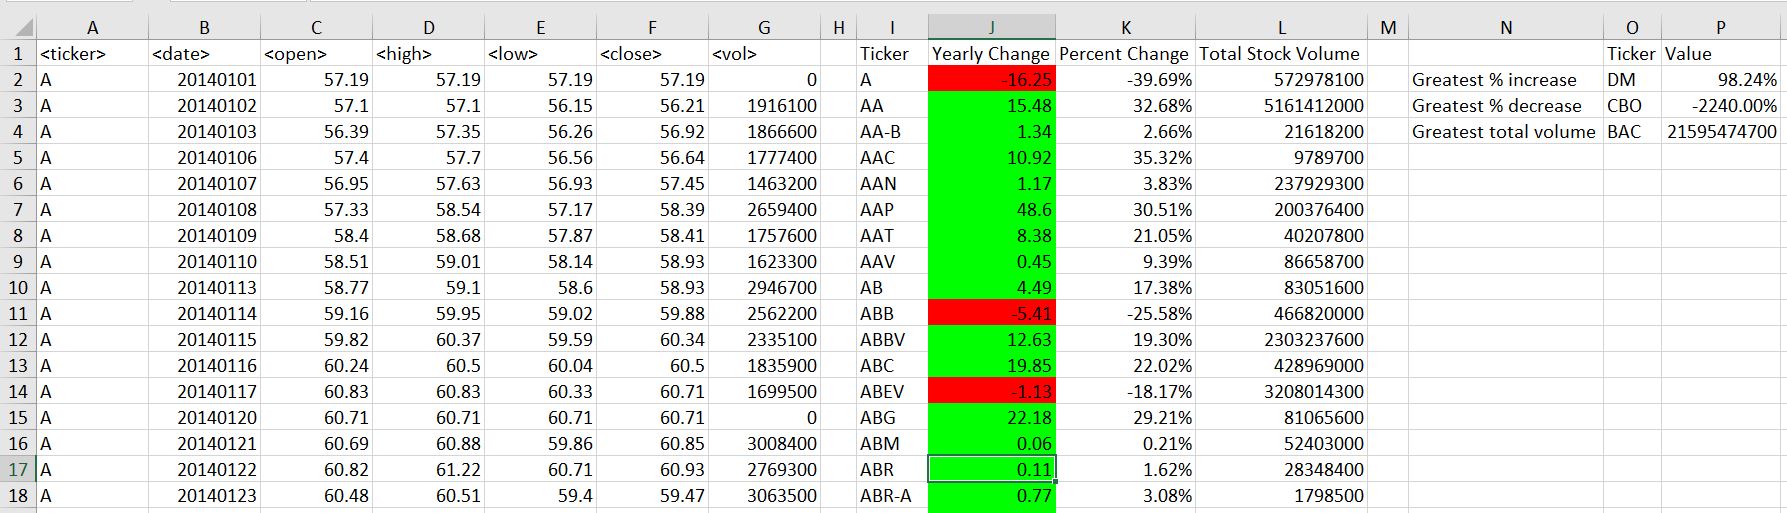 A B C D E F G H I J K L M N O P
1 <ticker> <date> <open> <high> <low> <close> <vol> Ticker Yearly Change Percent Change Total Stock Volume Ticker Value
2 A 20140101 57.19 57.19 57.19 57.19 0 A -16.25 -39.69% 572978100 Greatest % increase DM 98.24%
3 A 20140102 57.1 57.1 56.15 56.21 1916100 AA 15.48 32.68% 5161412000 Greatest % decrease CBO -2240.00%
4 A 20140103 56.39 57.35 56.26 56.92 1866600 AA-B 1.34 2.66% 21618200 Greatest total volume BAC 21595474700
5 A 20140106 57.4 57.7 56.56 56.64 1777400 AAC 10.92 35.32% 9789700
6 A 20140107 56.95 57.63 56.93 57.45 1463200 AAN 1.17 3.83% 237929300
7 A 20140108 57.33 58.54 57.17 58.39 2659400 AAP 48.6 30.51% 200376400
8 A 20140109 58.4 58.68 57.87 58.41 1757600 AAT 8.38 21.05% 40207800
9 A 20140110 58.51 59.01 58.14 58.93 1623300 AAV 0.45 9.39% 86658700
10 A 20140113 58.77 59.1 58.6 58.93 2946700 AB 4.49 17.38% 83051600
11 A 20140114 59.16 59.95 59.02 59.88 2562200 ABB -5.41 -25.58% 466820000
12 A 20140115 59.82 60.37 59.59 60.34 2335100 ABBV 12.63 19.30% 2303237600
13 A 20140116 60.24 60.5 60.04 60.5 1835900 ABC 19.85 22.02% 428969000
14 A 20140117 60.83 60.83 60.33 60.71 1699500 ABEV -1.13 -18.17% 3208014300
15 A 20140120 60.71 60.71 60.71 60.71 0 ABG 22.18 29.21% 81065600
16 A 20140121 60.69 60.88 59.86 60.85 3008400 ABM 0.06 0.21% 52403000
17 A 20140122 60.82 61.22 60.71 60.93 2769300 ABR 0.11 1.62% 28348400
18 A 20140123 60.48 60.51 59.4 59.47 3063500 ABR-A 0.77 3.08% 1798500